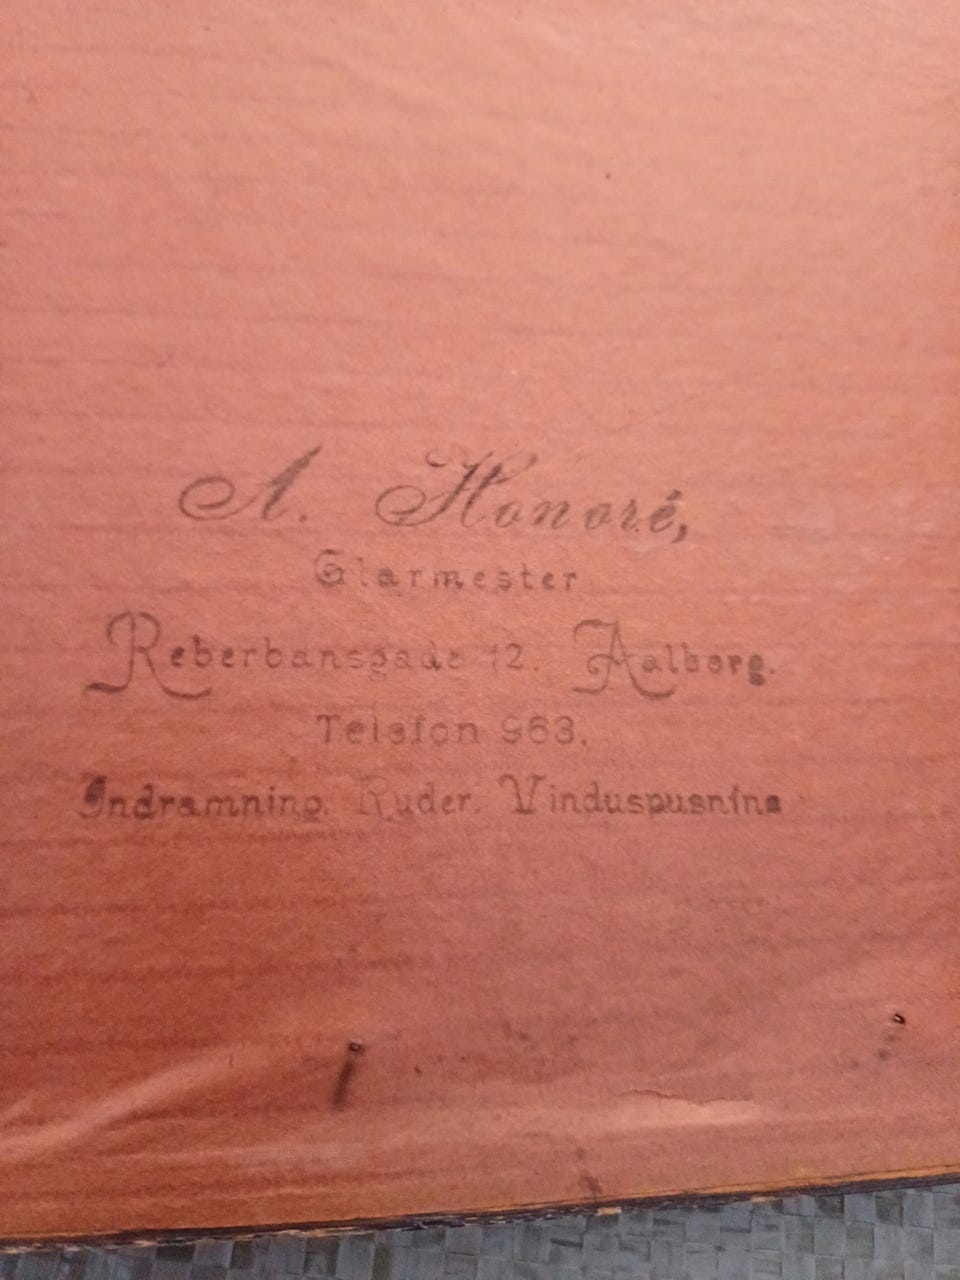 A. Honoré,
Glarmester
Reberbansgade 12. Aalborg.
Telefon 963.
Indramning. Ruder. Vinduspusning